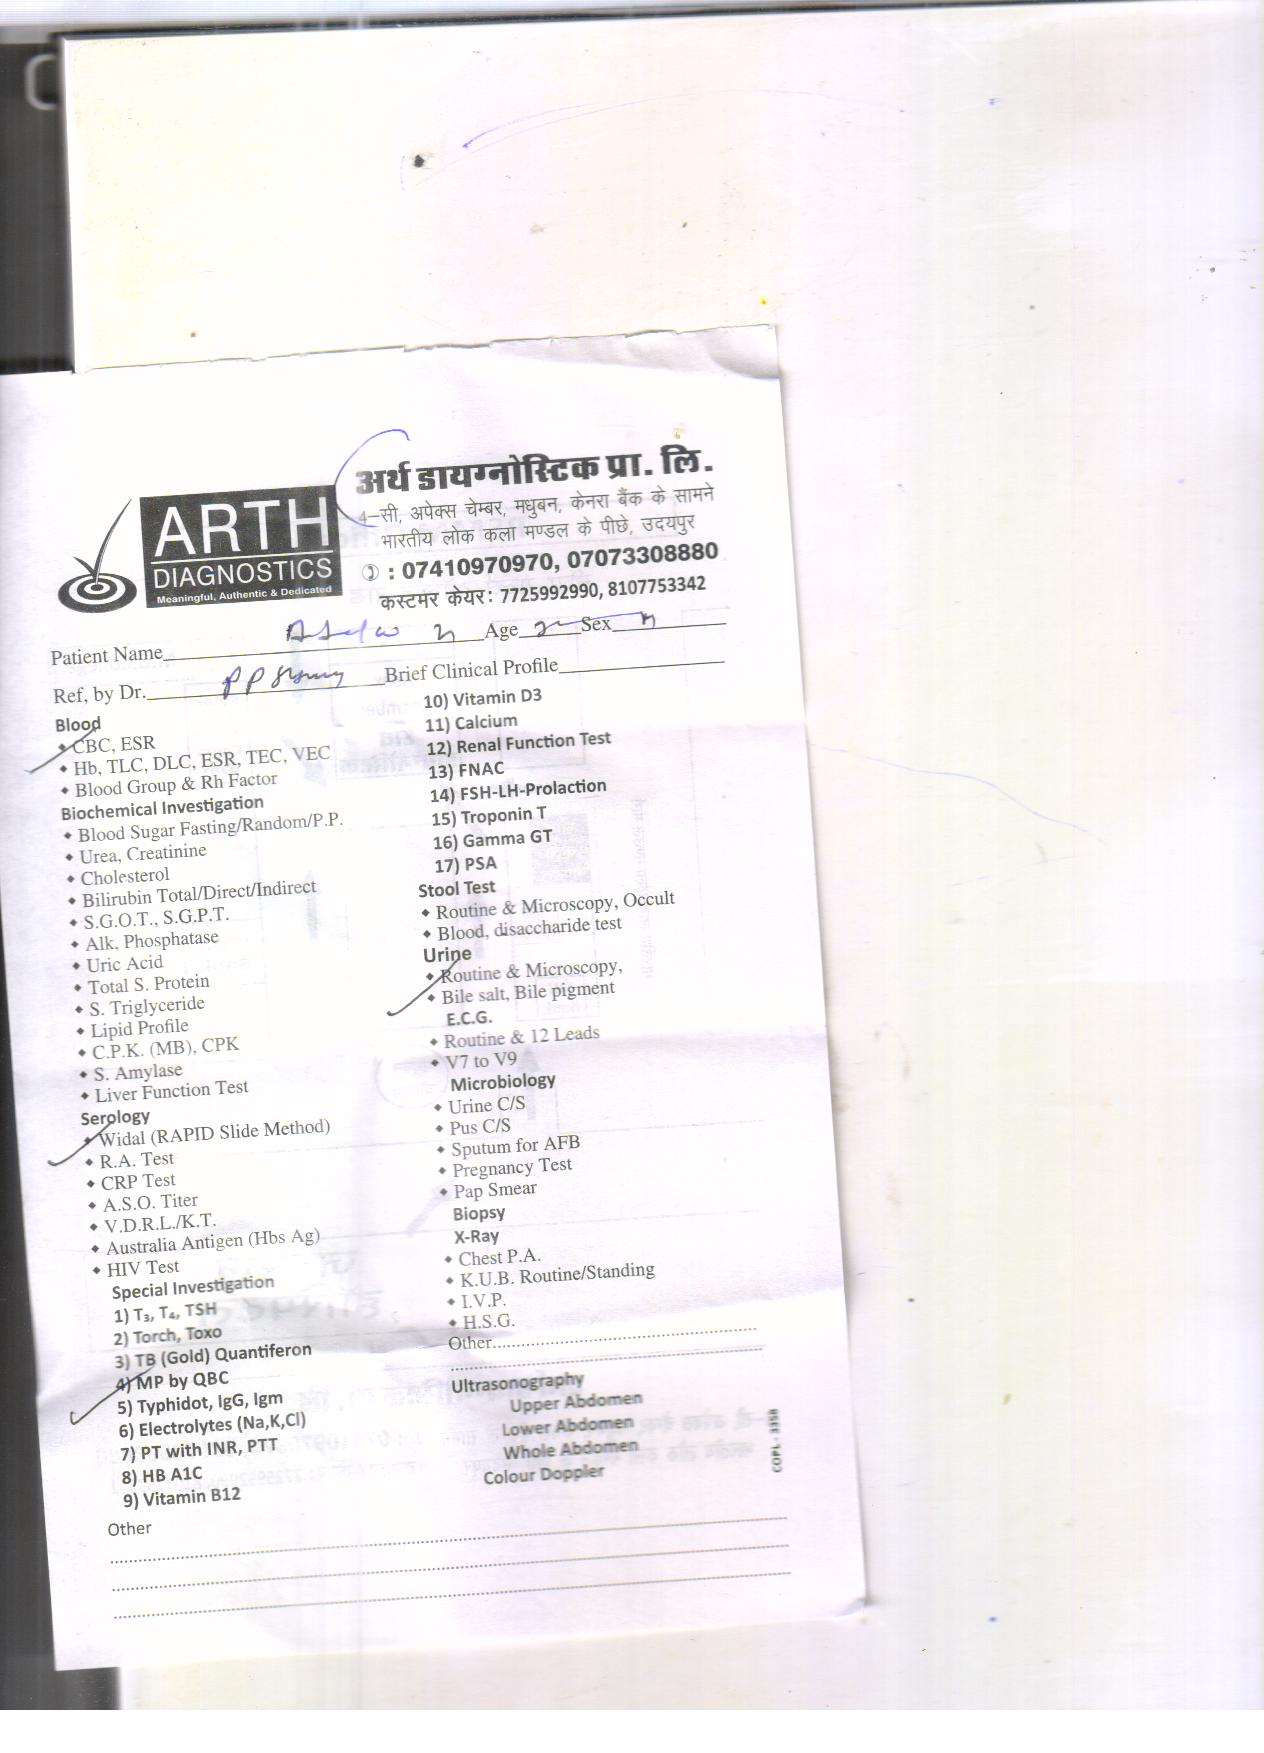 ARTH
DIAGNOSTICS
Meaningful, Authentic & Dedicated
अर्थ डायग्नोस्टिक प्रा. लि.
4-सी, अपेक्स चेम्बर, मधुबन, केनरा बैंक के सामने
भारतीय लोक कला मण्डल के पीछे, उदयपुर
: 07410970970, 07073308880
कस्टमर केयर: 7725992990, 8107753342
Patient Name Age Sex
Ref, by Dr. Brief Clinical Profile
Blood
• CBC, ESR
• Hb, TLC, DLC, ESR, TEC, VEC
• Blood Group & Rh Factor
Biochemical Investigation
• Blood Sugar Fasting/Random/P.P.
• Urea, Creatinine
• Cholesterol
• Bilirubin Total/Direct/Indirect
• S.G.O.T., S.G.P.T.
• Alk, Phosphatase
• Uric Acid
• Total S. Protein
• S. Triglyceride
• Lipid Profile
• C.P.K. (MB), CPK
• S. Amylase
• Liver Function Test
Serology
• Widal (RAPID Slide Method)
• R.A. Test
• CRP Test
• A.S.O. Titer
• V.D.R.L./K.T.
• Australia Antigen (Hbs Ag)
• HIV Test
Special Investigation
1) T₃, T₄, TSH
2) Torch, Toxo
3) TB (Gold) Quantiferon
4) MP by QBC
5) Typhidot, IgG, Igm
6) Electrolytes (Na,K,Cl)
7) PT with INR, PTT
8) HB A1C
9) Vitamin B12
10) Vitamin D3
11) Calcium
12) Renal Function Test
13) FNAC
14) FSH-LH-Prolaction
15) Troponin T
16) Gamma GT
17) PSA
Stool Test
• Routine & Microscopy, Occult
• Blood, disaccharide test
Urine
• Routine & Microscopy,
• Bile salt, Bile pigment
E.C.G.
• Routine & 12 Leads
• V7 to V9
Microbiology
• Urine C/S
• Pus C/S
• Sputum for AFB
• Pregnancy Test
• Pap Smear
Biopsy
X-Ray
• Chest P.A.
• K.U.B. Routine/Standing
• I.V.P.
• H.S.G.
Other
Ultrasonography
Upper Abdomen
Lower Abdomen
Whole Abdomen
Colour Doppler
COPL - 3358
Other